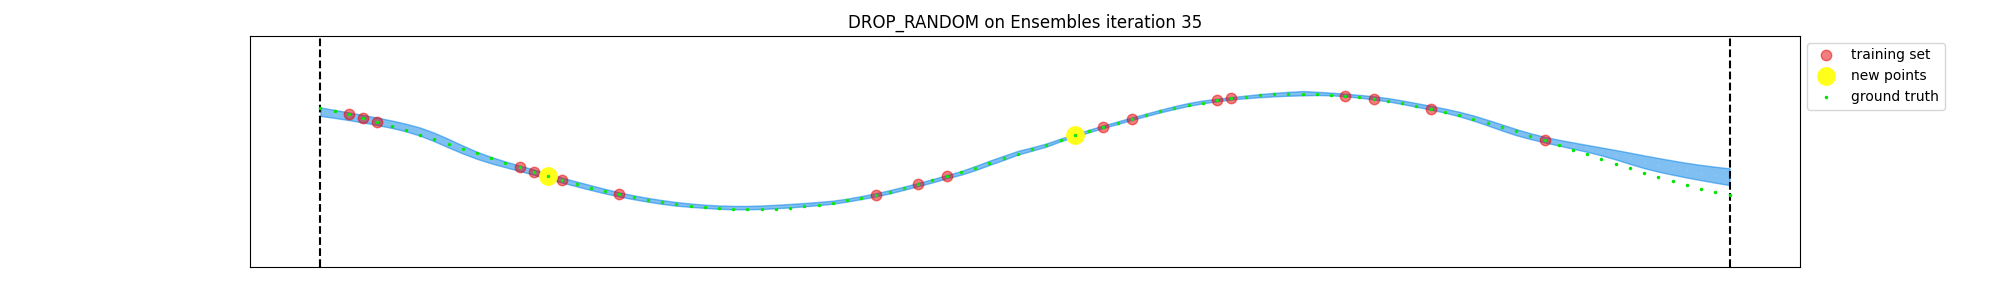 DROP_RANDOM on Ensembles iteration 35
training set
new points
ground truth